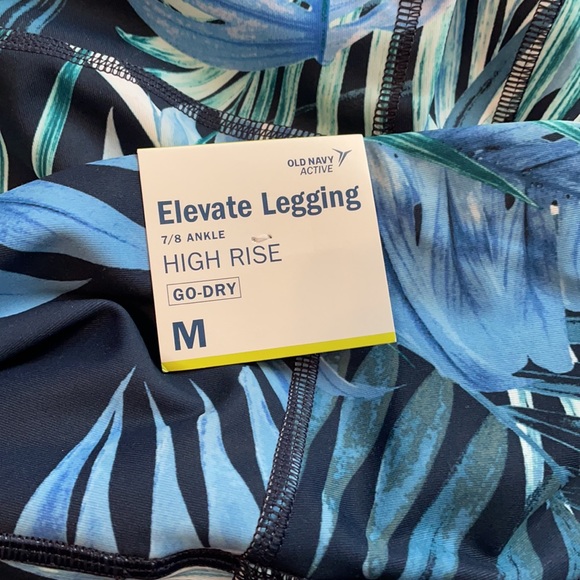 OLD NAVY
ACTIVE
Elevate Legging
7/8 ANKLE
HIGH RISE
GO-DRY
M